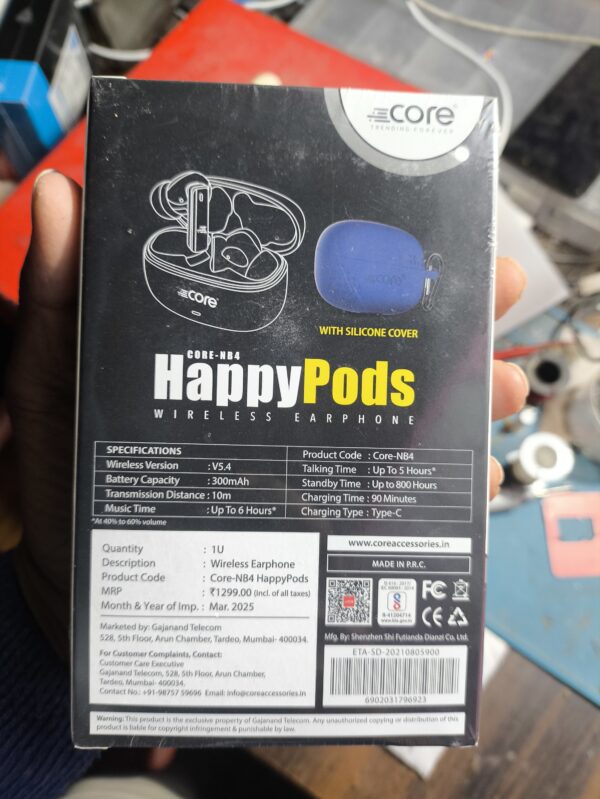 core
TRENDING FOREVER
core
core
WITH SILICONE COVER
CORE-NB4
HappyPods
WIRELESS EARPHONE
SPECIFICATIONS
Wireless Version : V5.4
Battery Capacity : 300mAh
Transmission Distance : 10m
Music Time : Up To 6 Hours*
Product Code : Core-NB4
Talking Time : Up To 5 Hours*
Standby Time : Up to 800 Hours
Charging Time : 90 Minutes
Charging Type : Type-C
*At 40% to 60% volume
Quantity : 1U
Description : Wireless Earphone
Product Code : Core-NB4 HappyPods
MRP : ₹1299.00 (Incl. of all taxes)
Month & Year of Imp. : Mar. 2025
Marketed by: Gajanand Telecom
528, 5th Floor, Arun Chamber, Tardeo, Mumbai- 400034.
For Customer Complaints, Contact:
Customer Care Executive
Gajanand Telecom, 528, 5th Floor, Arun Chamber,
Tardeo, Mumbai- 400034.
Contact No.: +91-98757 59696 Email: info@coreaccessories.in
www.coreaccessories.in
MADE IN P.R.C.
R-41204714
www.bis.gov.in
FC
CE
Mfg. By: Shenzhen Shi Futianda Dianzi Co. Ltd.
ETA-SD-20210805900
6902031796923
Warning: This product is the exclusive property of Gajanand Telecom. Any unauthorized copying or distribution of this
product is liable for copyright infringement & punishable by law.